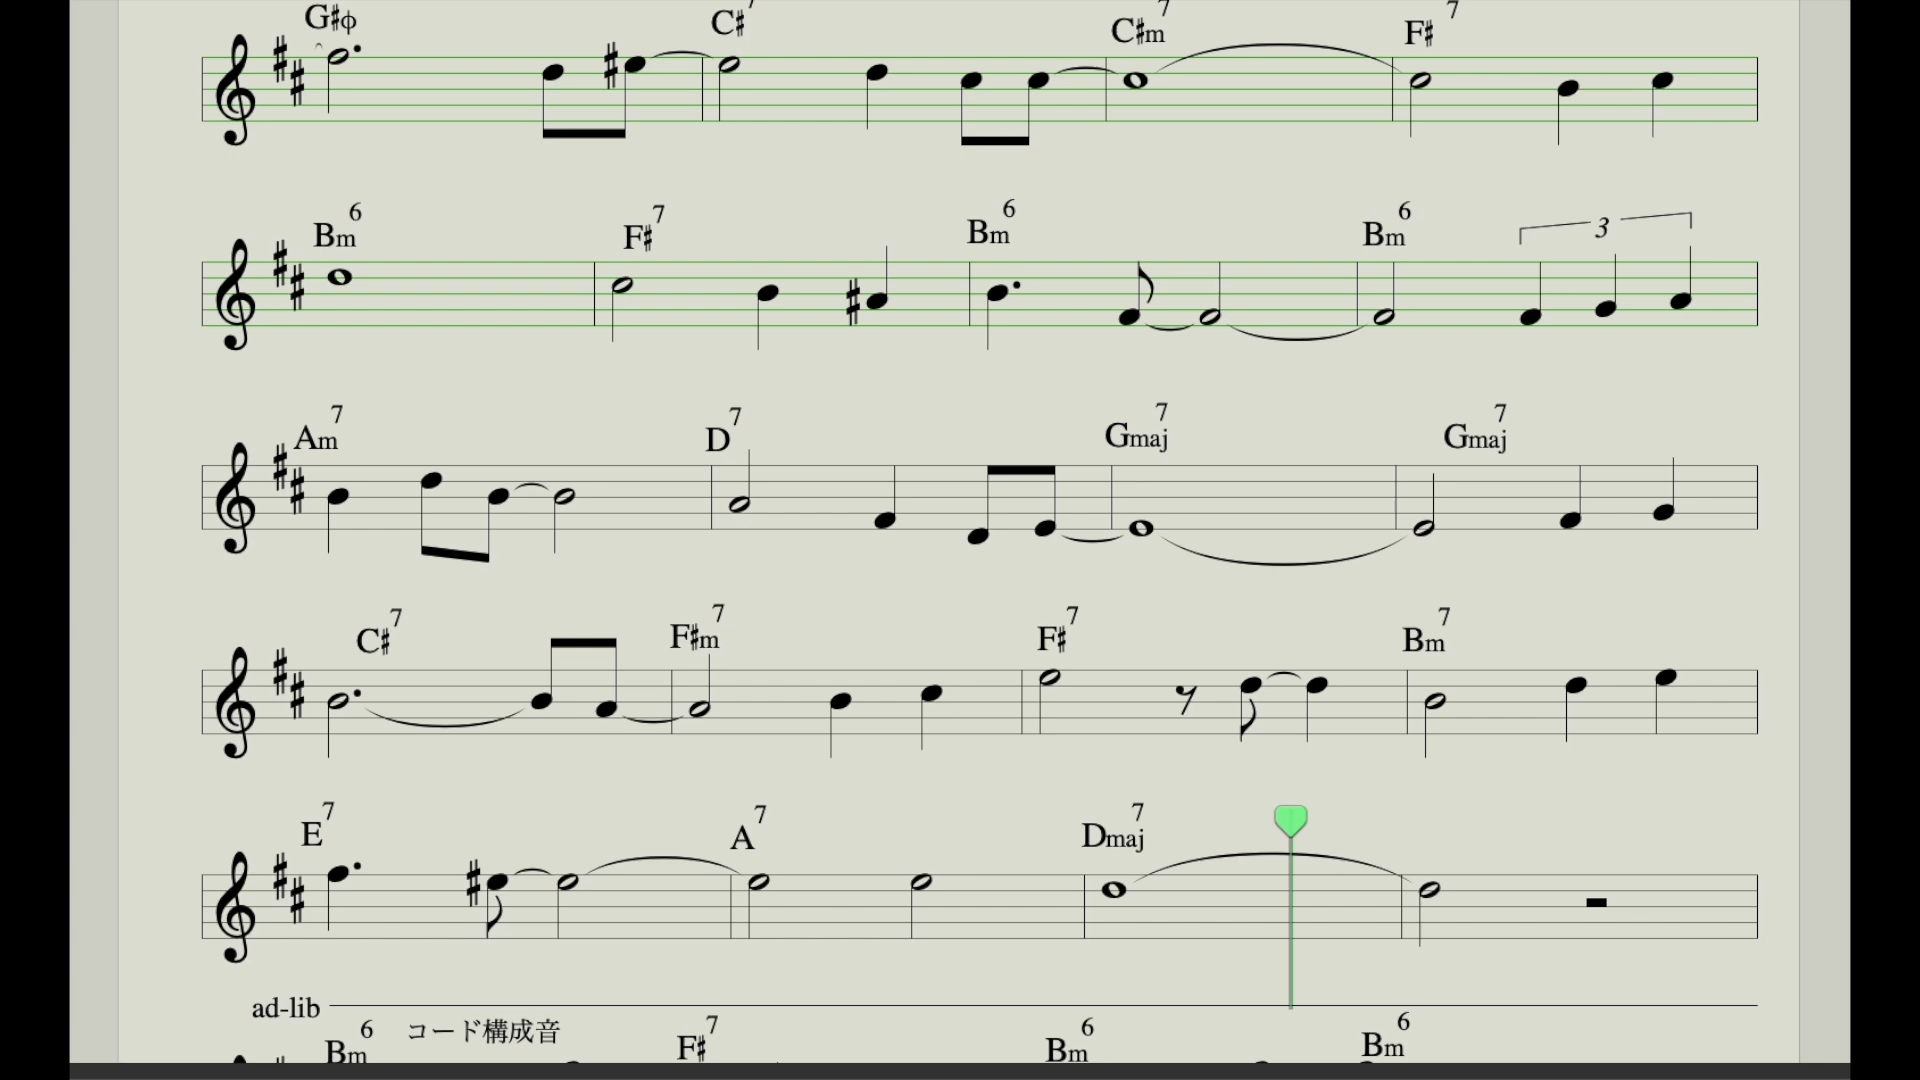 G#φ C#7 C#m7 F#7
Bm6 F#7 Bm6 Bm6 3
Am7 D7 Gmaj7 Gmaj7
C#7 F#m7 F#7 Bm7
E7 A7 Dmaj7
ad-lib
Bm6 コード構成音 F#7 Bm6 Bm6